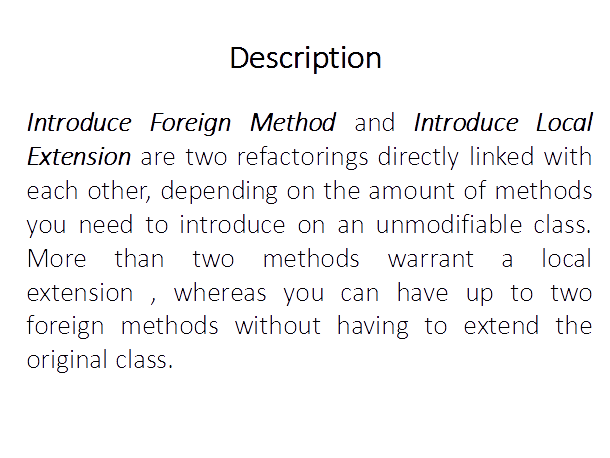 Description
Introduce Foreign Method and Introduce Local
Extension are two refactorings directly linked with
each other, depending on the amount of methods
you need to introduce on an unmodifiable class.
More than two methods warrant a local
extension , whereas you can have up to two
foreign methods without having to extend the
original class.